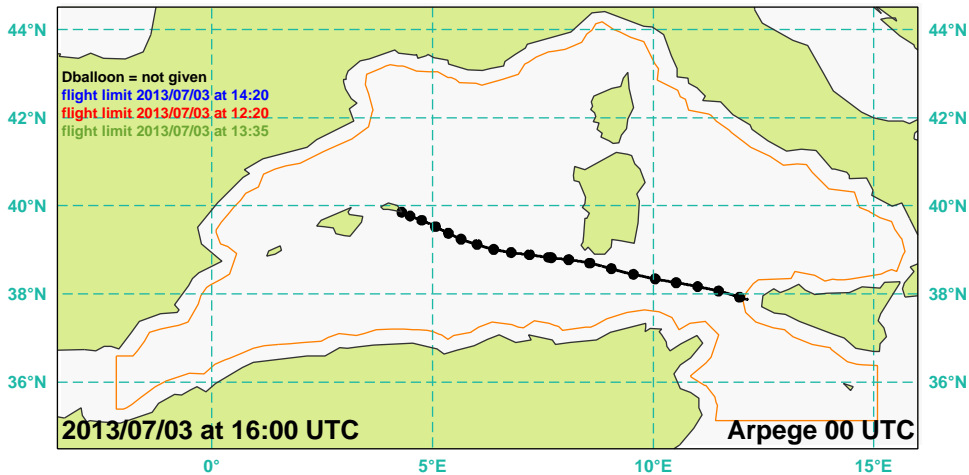 44°N
44°N
Dballoon = not given
flight limit 2013/07/03 at 14:20
flight limit 2013/07/03 at 12:20
42°N
42°N
flight limit 2013/07/03 at 13:35
40°N
40°N
38°N
38°N
36°N
36°N
2013/07/03 at 16:00 UTC
Arpege 00 UTC
0°
5°E
10°E
15°E